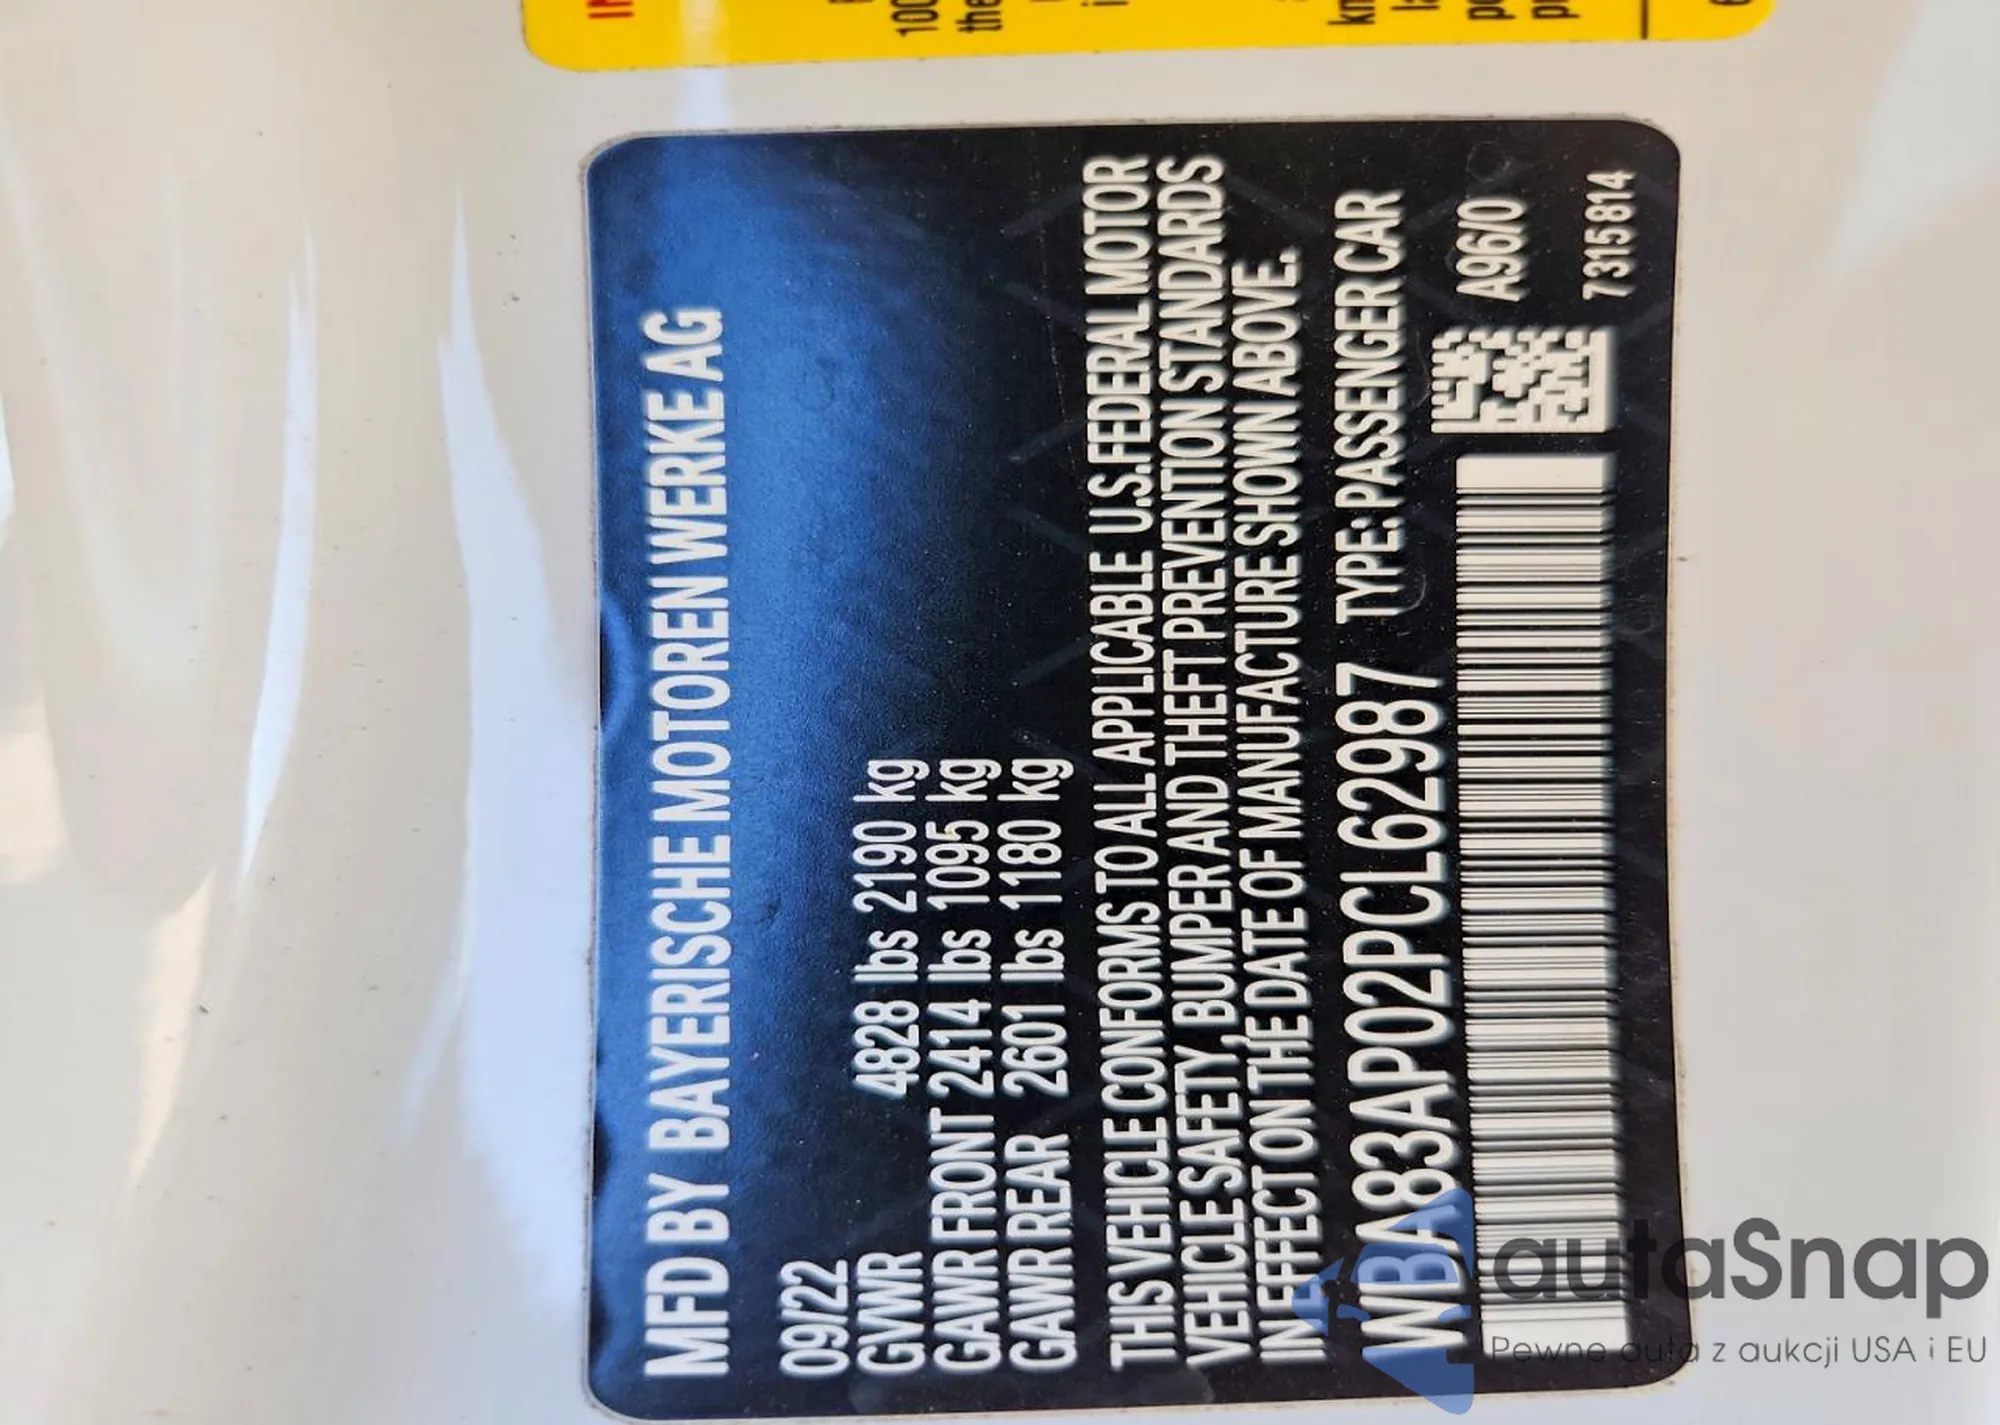 MFD BY BAYERISCHE MOTOREN WERKE AG
09/22
GVWR 4828 lbs 2190 kg
GAWR FRONT 2414 lbs 1095 kg
GAWR REAR 2601 lbs 1180 kg
THIS VEHICLE CONFORMS TO ALL APPLICABLE U.S.FEDERAL MOTOR
VEHICLE SAFETY, BUMPER AND THEFT PREVENTION STANDARDS
IN EFFECT ON THE DATE OF MANUFACTURE SHOWN ABOVE.
WBA83AP02PCL62987 TYPE: PASSENGER CAR
A96/0
7315814
100
the
autaSnap
Pewne auta z aukcji USA i EU